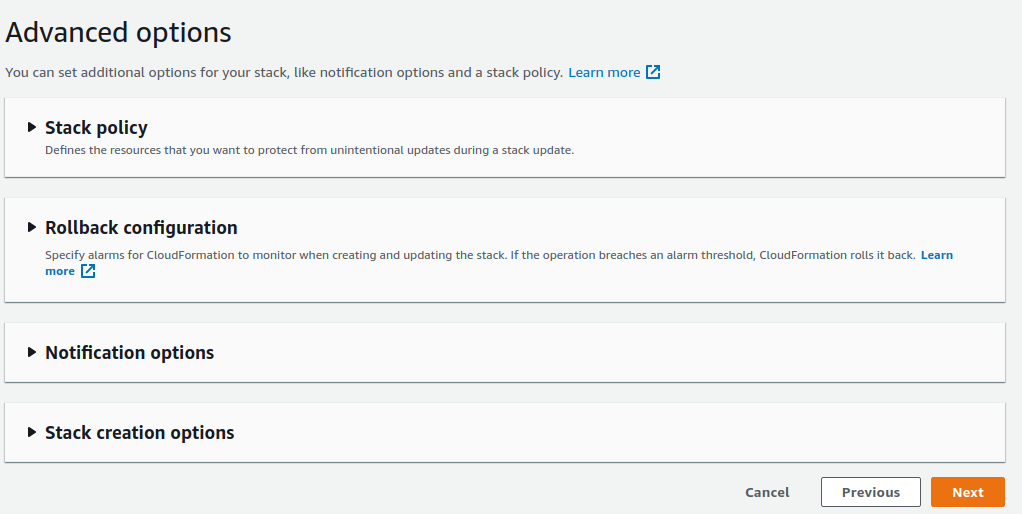 Advanced options
You can set additional options for your stack, like notification options and a stack policy. Learn more
Stack policy
Defines the resources that you want to protect from unintentional updates during a stack update.
Rollback configuration
Specify alarms for CloudFormation to monitor when creating and updating the stack. If the operation breaches an alarm threshold, CloudFormation rolls it back. Learn
more
Notification options
Stack creation options
Cancel Previous Next